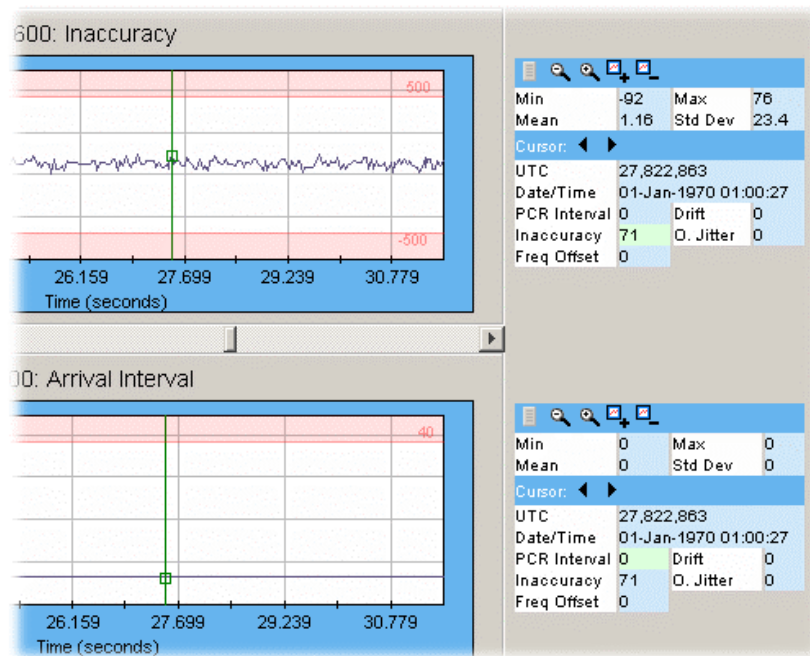 600: Inaccuracy
500
-500
26.159 27.699 29.239 30.779
Time (seconds)
Min -92 Max 76
Mean 1.16 Std Dev 23.4
Cursor:
UTC 27,822,863
Date/Time 01-Jan-1970 01:00:27
PCR Interval 0 Drift 0
Inaccuracy 71 O. Jitter 0
Freq Offset 0
00: Arrival Interval
40
26.159 27.699 29.239 30.779
Time (seconds)
Min 0 Max 0
Mean 0 Std Dev 0
Cursor:
UTC 27,822,863
Date/Time 01-Jan-1970 01:00:27
PCR Interval 0 Drift 0
Inaccuracy 71 O. Jitter 0
Freq Offset 0